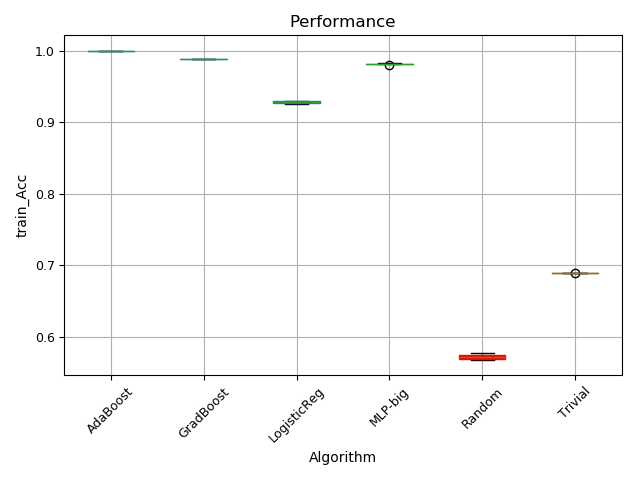 Performance
train_Acc
1.0
0.9
0.8
0.7
0.6
AdaBoost
GradBoost
LogisticReg
MLP-big
Random
Trivial
Algorithm